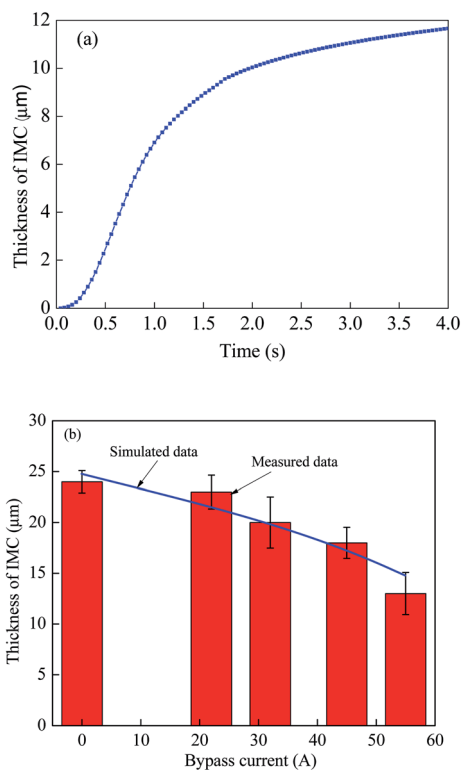 (a)
12
10
8
6
4
2
0
Thickness of IMC (μm)
0.0 0.5 1.0 1.5 2.0 2.5 3.0 3.5 4.0
Time (s)
30
25
20
15
10
5
0
(b)
Simulated data
Measured data
Thickness of IMC (μm)
0 10 20 30 40 50 60
Bypass current (A)